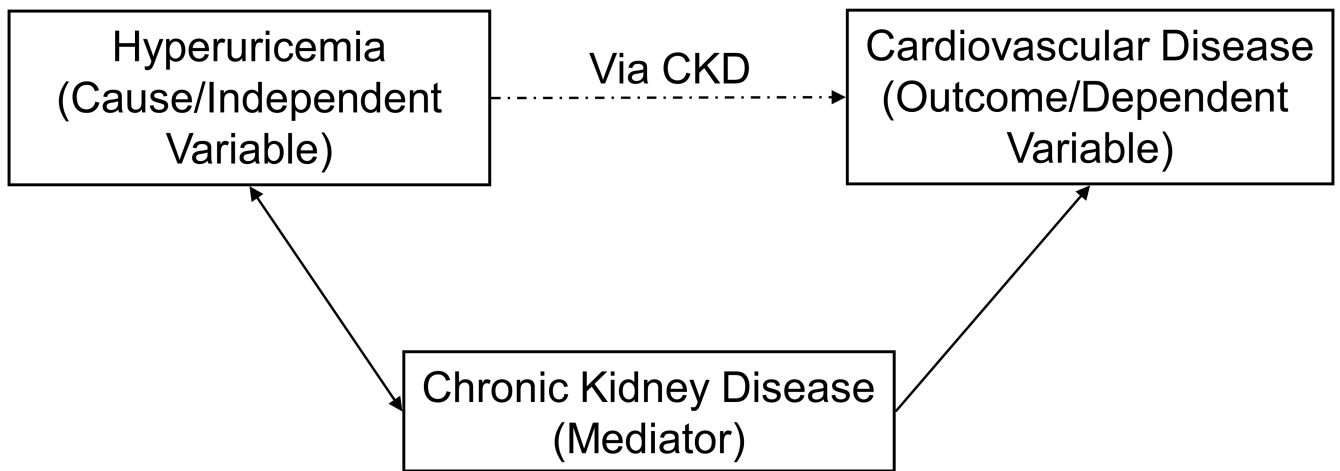 Hyperuricemia
(Cause/Independent
Variable)
Via CKD
Cardiovascular Disease
(Outcome/Dependent
Variable)
Chronic Kidney Disease
(Mediator)